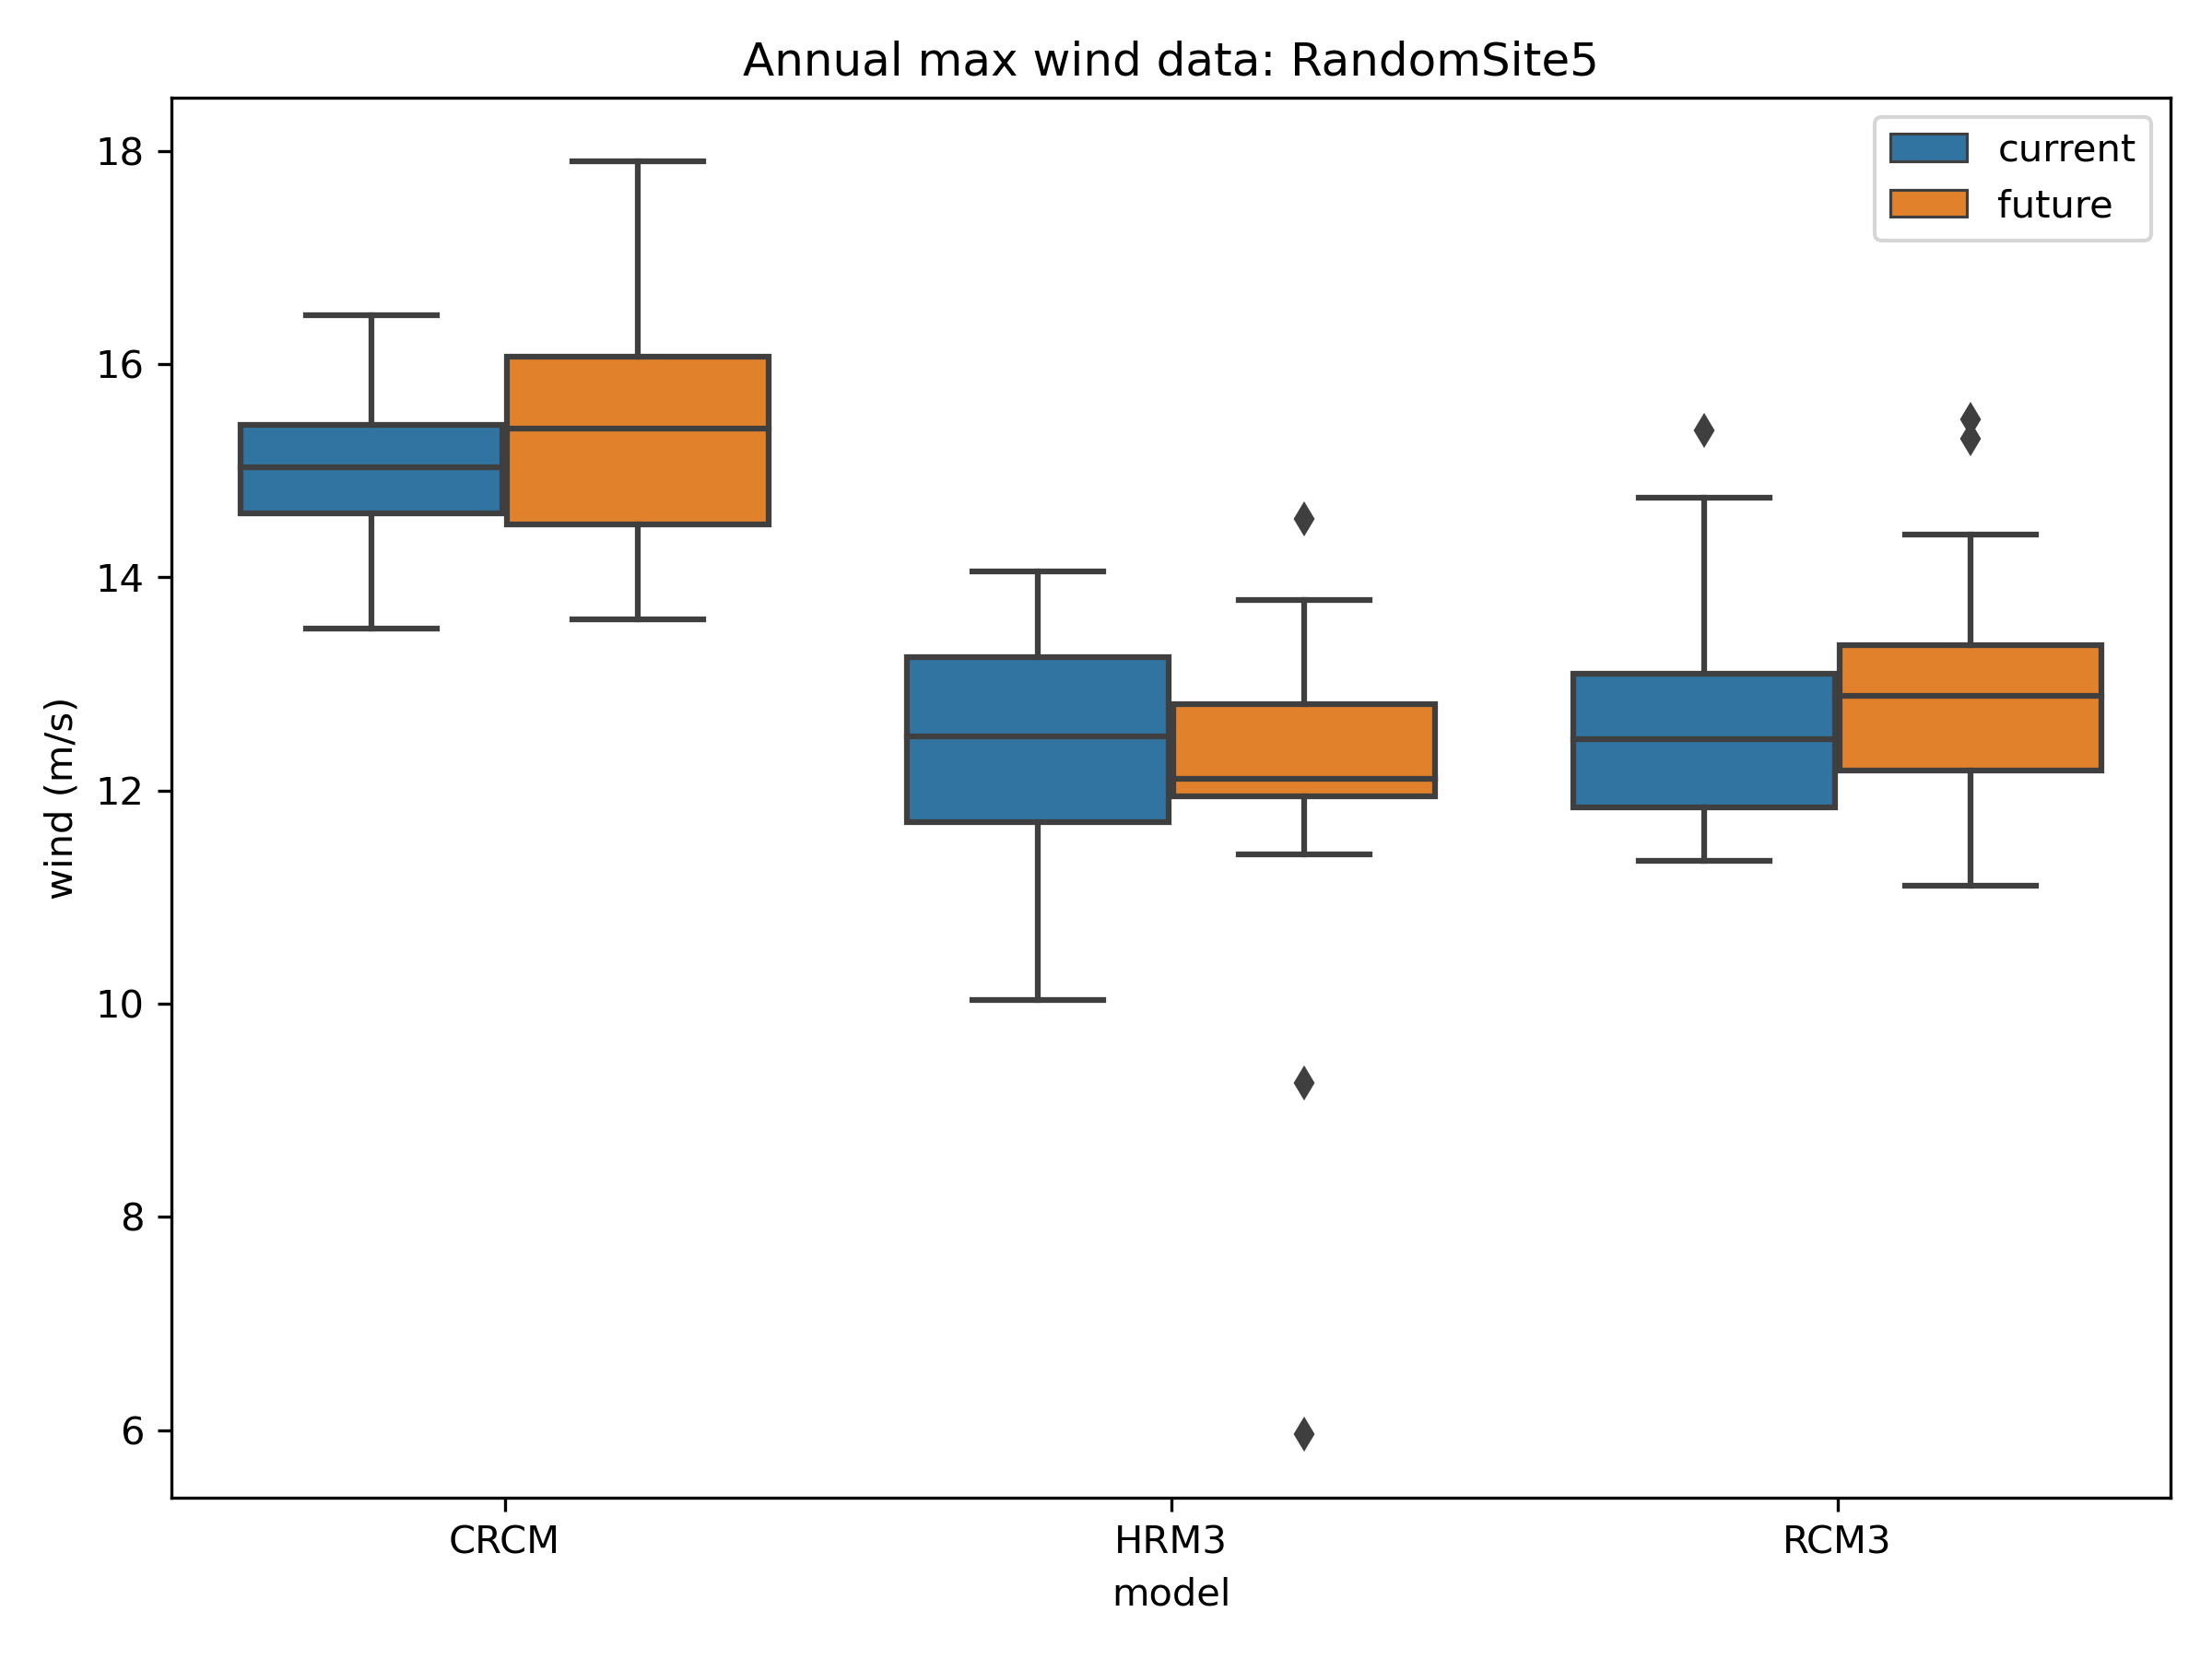 Annual max wind data: RandomSite5
current
future
18
16
14
12
10
8
6
wind (m/s)
CRCM
HRM3
RCM3
model